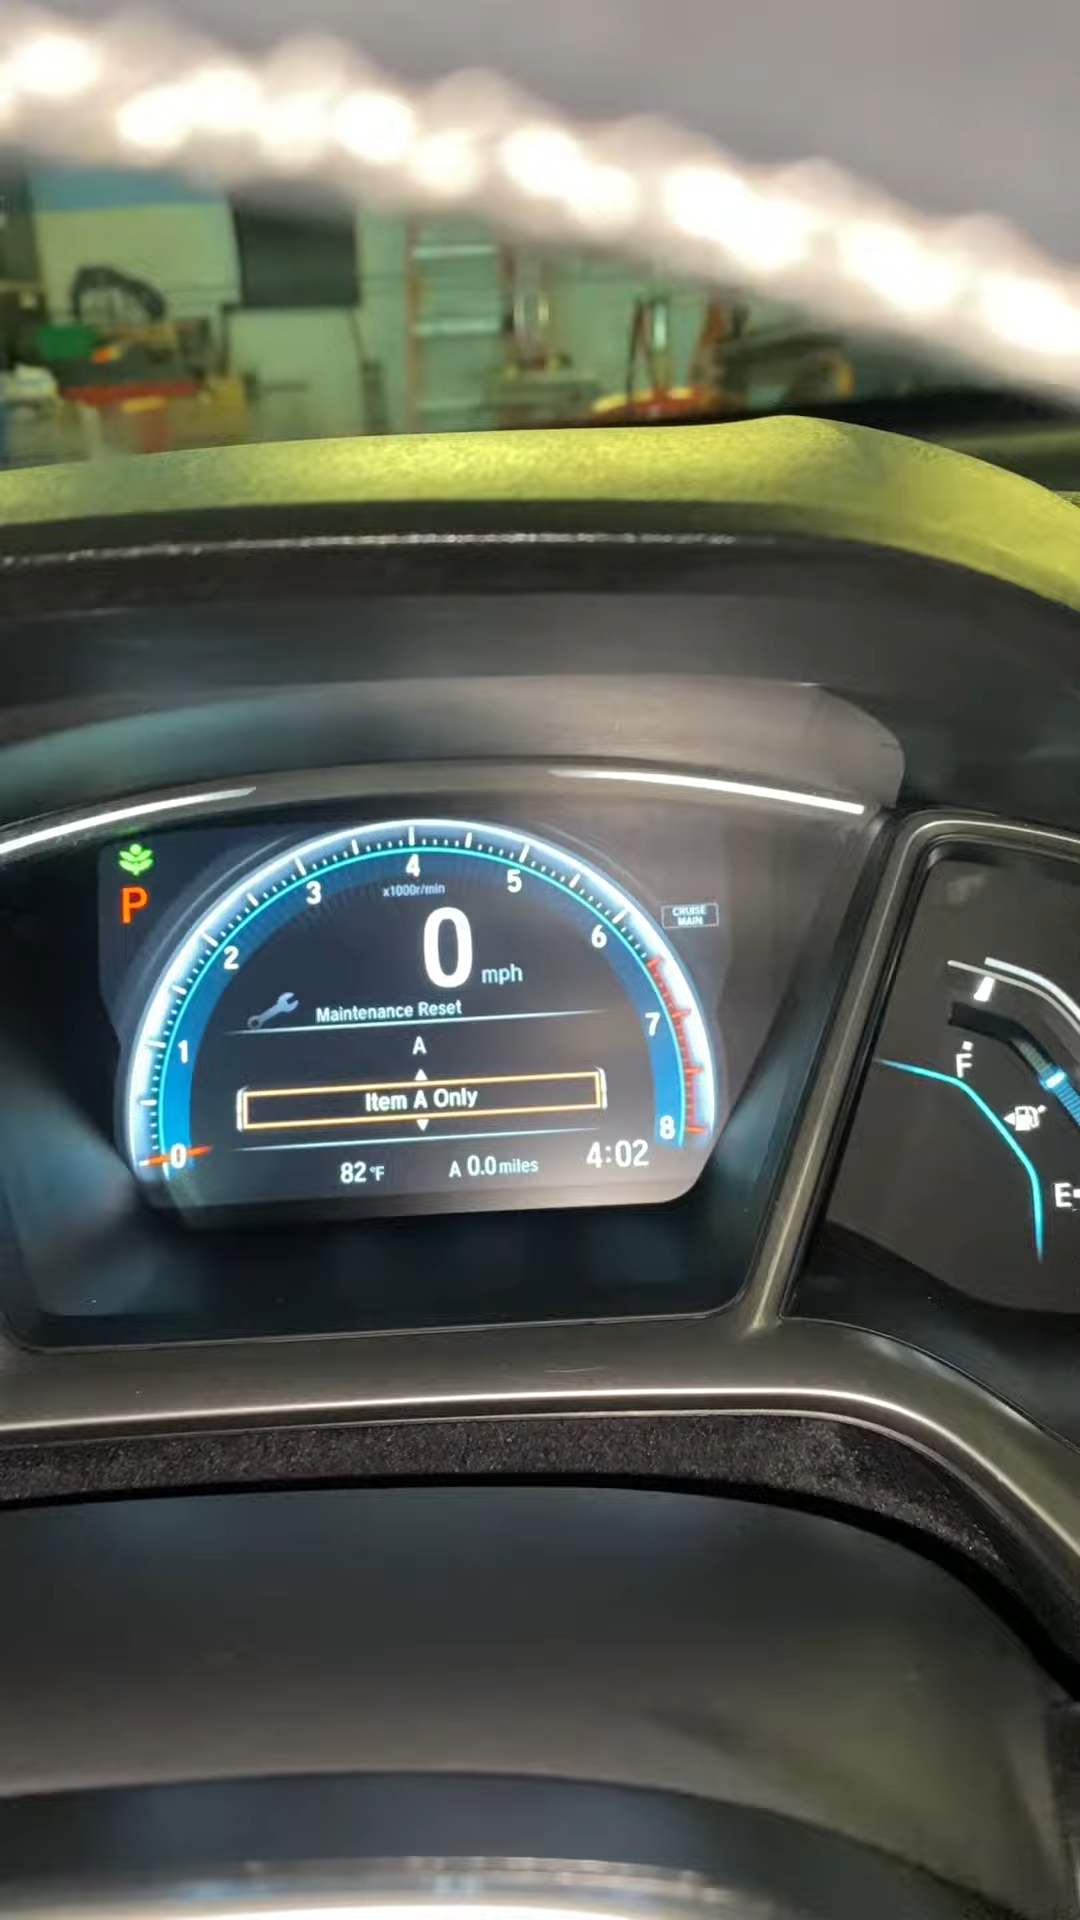 P
0
1
2
3
4
5
6
7
8
x1000r/min
0 mph
CRUISE
MAIN
Maintenance Reset
A
Item A Only
82°F
A 0.0 miles
4:02
F
E